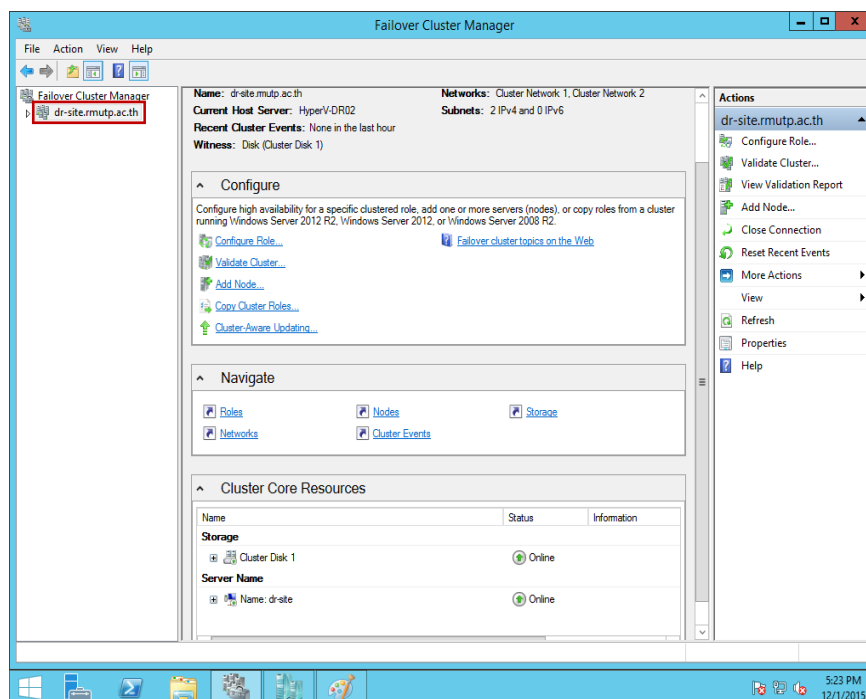 Failover Cluster Manager
File Action View Help
Failover Cluster Manager
dr-site.rmutp.ac.th
Name: dr-site.rmutp.ac.th
Networks: Cluster Network 1, Cluster Network 2
Current Host Server: HyperV-DR02
Subnets: 2 IPv4 and 0 IPv6
Recent Cluster Events: None in the last hour
Witness: Disk (Cluster Disk 1)
Configure
Configure high availability for a specific clustered role, add one or more servers (nodes), or copy roles from a cluster
running Windows Server 2012 R2, Windows Server 2012, or Windows Server 2008 R2.
Configure Role...
Failover cluster topics on the Web
Validate Cluster...
Add Node...
Copy Cluster Roles...
Cluster-Aware Updating...
Navigate
Roles Nodes Storage
Networks Cluster Events
Cluster Core Resources
Name Status Information
Storage
Cluster Disk 1 Online
Server Name
Name: dr-site Online
Actions
dr-site.rmutp.ac.th
Configure Role...
Validate Cluster...
View Validation Report
Add Node...
Close Connection
Reset Recent Events
More Actions
View
Refresh
Properties
Help
5:23 PM
12/1/2015